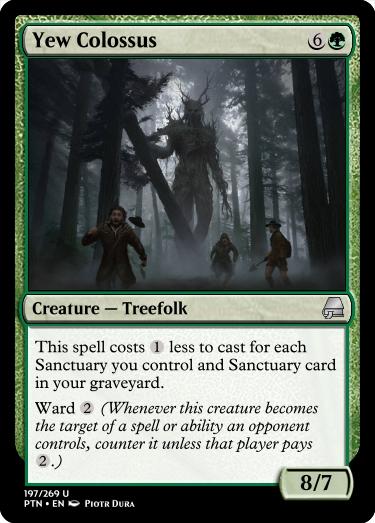 Yew Colossus 6
Creature — Treefolk
This spell costs 1 less to cast for each
Sanctuary you control and Sanctuary card
in your graveyard.
Ward 2 (Whenever this creature becomes
the target of a spell or ability an opponent
controls, counter it unless that player pays
2.)
8/7
197/269 U
PTN • EN Piotr Dura